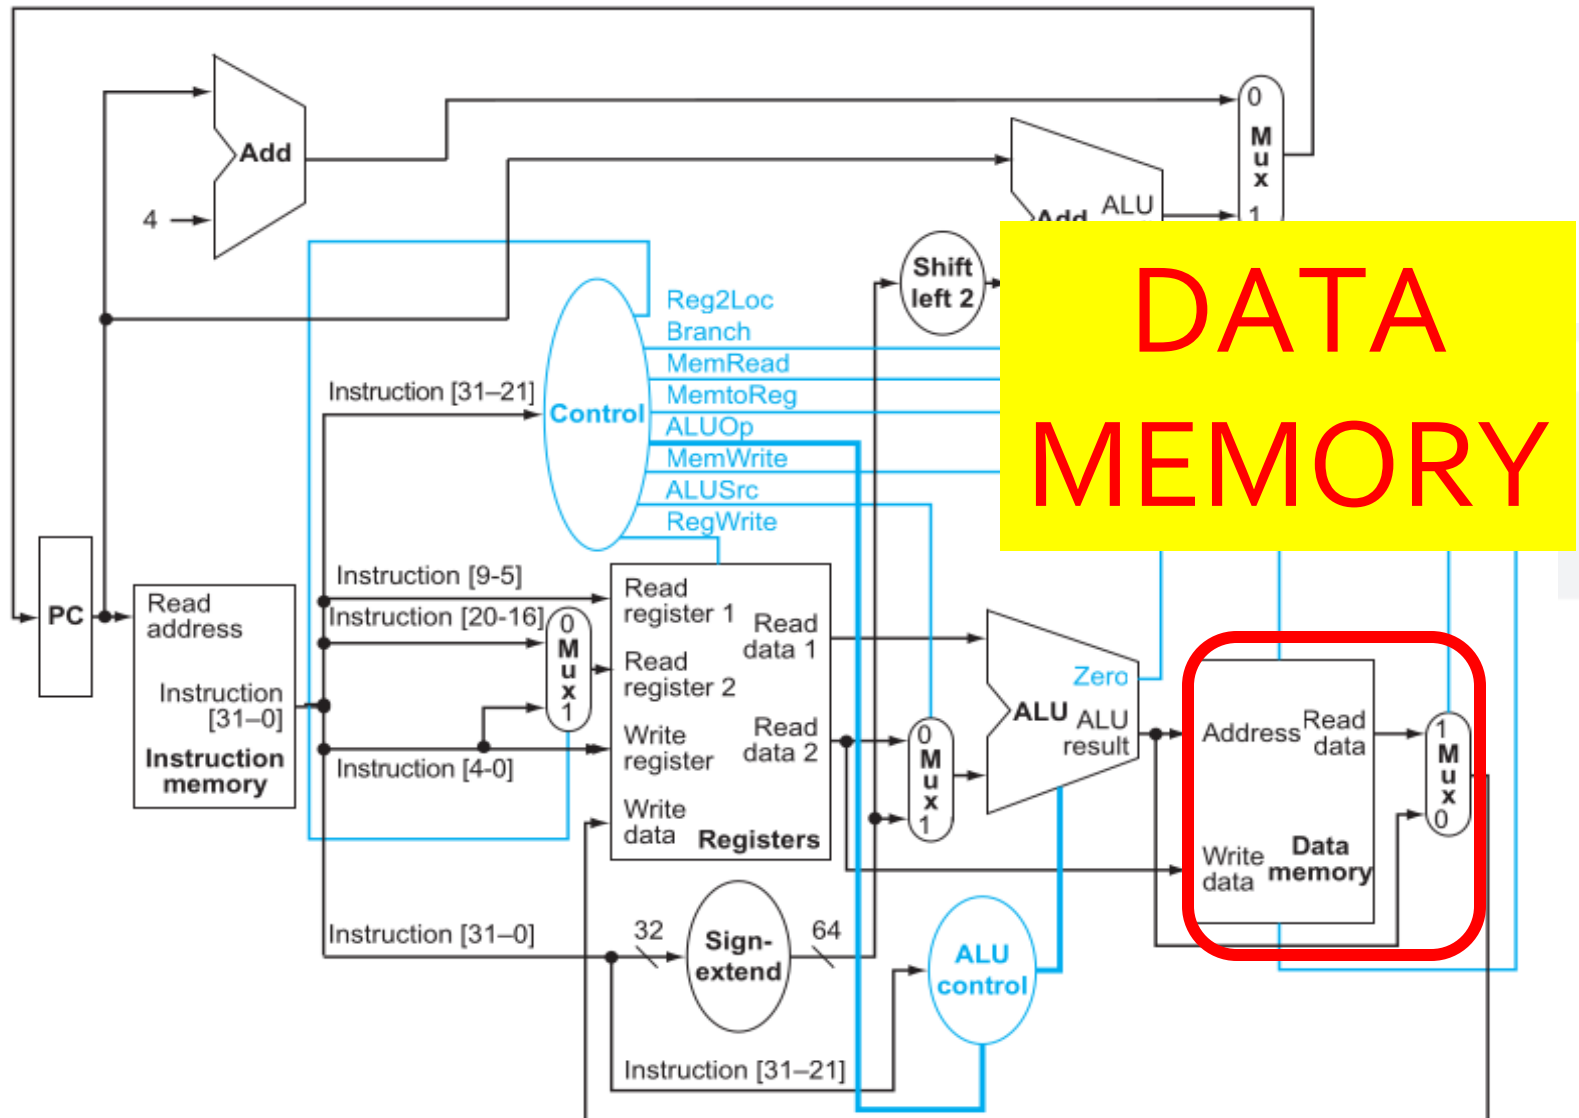 Add
4
0
Mux
1
Add
ALU
Shift
left 2
DATA
MEMORY
Reg2Loc
Branch
MemRead
MemtoReg
ALUOp
MemWrite
ALUSrc
RegWrite
Control
Instruction [31–21]
PC
Read
address
Instruction
[31–0]
Instruction
memory
Instruction [9-5]
Instruction [20-16]
Instruction [4-0]
0
Mux
1
Read
register 1
Read
register 2
Write
register
Write
data
Read
data 1
Read
data 2
Registers
0
Mux
1
Zero
ALU
ALU
result
Address
Read
data
Write
data
Data
memory
1
Mux
0
Instruction [31–0]
32
Sign-
extend
64
ALU
control
Instruction [31–21]